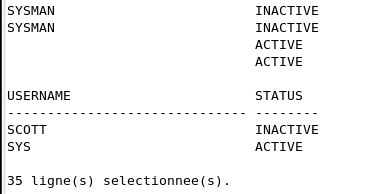 SYSMAN                         INACTIVE
SYSMAN                         INACTIVE
                               ACTIVE
                               ACTIVE

USERNAME                       STATUS
------------------------------ --------
SCOTT                          INACTIVE
SYS                            ACTIVE

35 ligne(s) selectionnee(s).